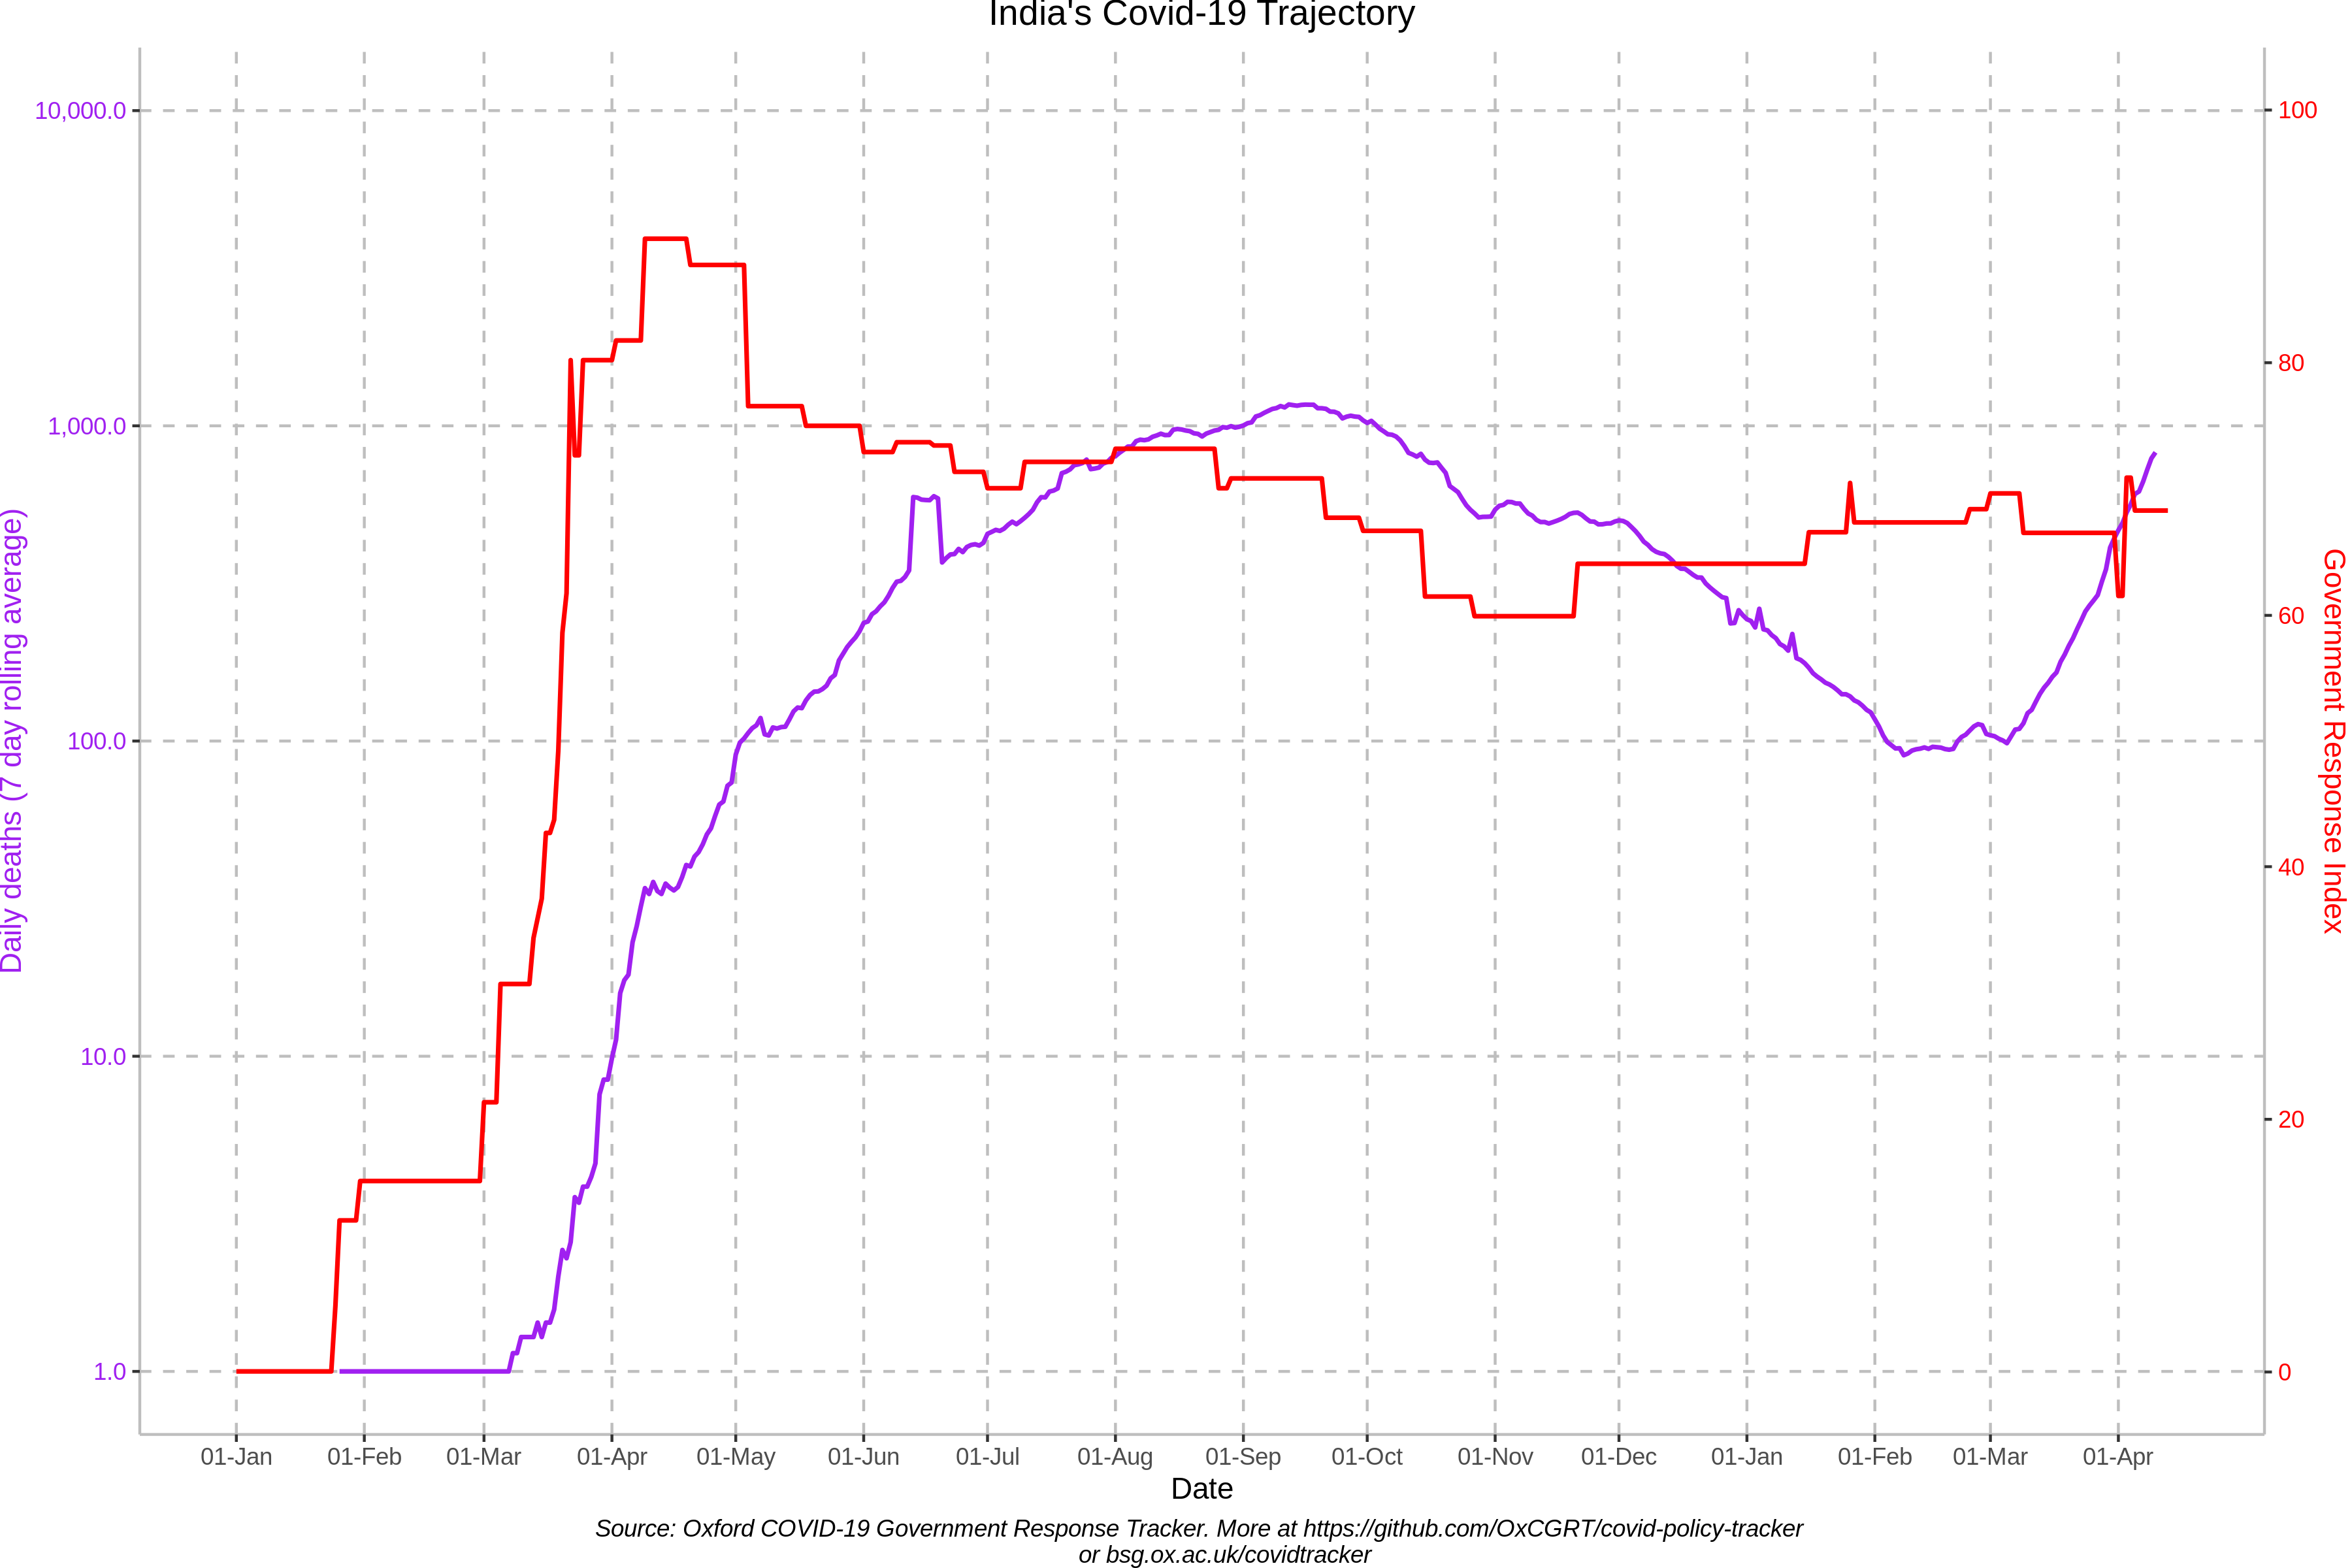 India's Covid-19 Trajectory
10,000.0
1,000.0
100.0
10.0
1.0
Daily deaths (7 day rolling average)
100
80
60
40
20
0
Government Response Index
01-Jan 01-Feb 01-Mar 01-Apr 01-May 01-Jun 01-Jul 01-Aug 01-Sep 01-Oct 01-Nov 01-Dec 01-Jan 01-Feb 01-Mar 01-Apr
Date
Source: Oxford COVID-19 Government Response Tracker. More at https://github.com/OxCGRT/covid-policy-tracker
or bsg.ox.ac.uk/covidtracker